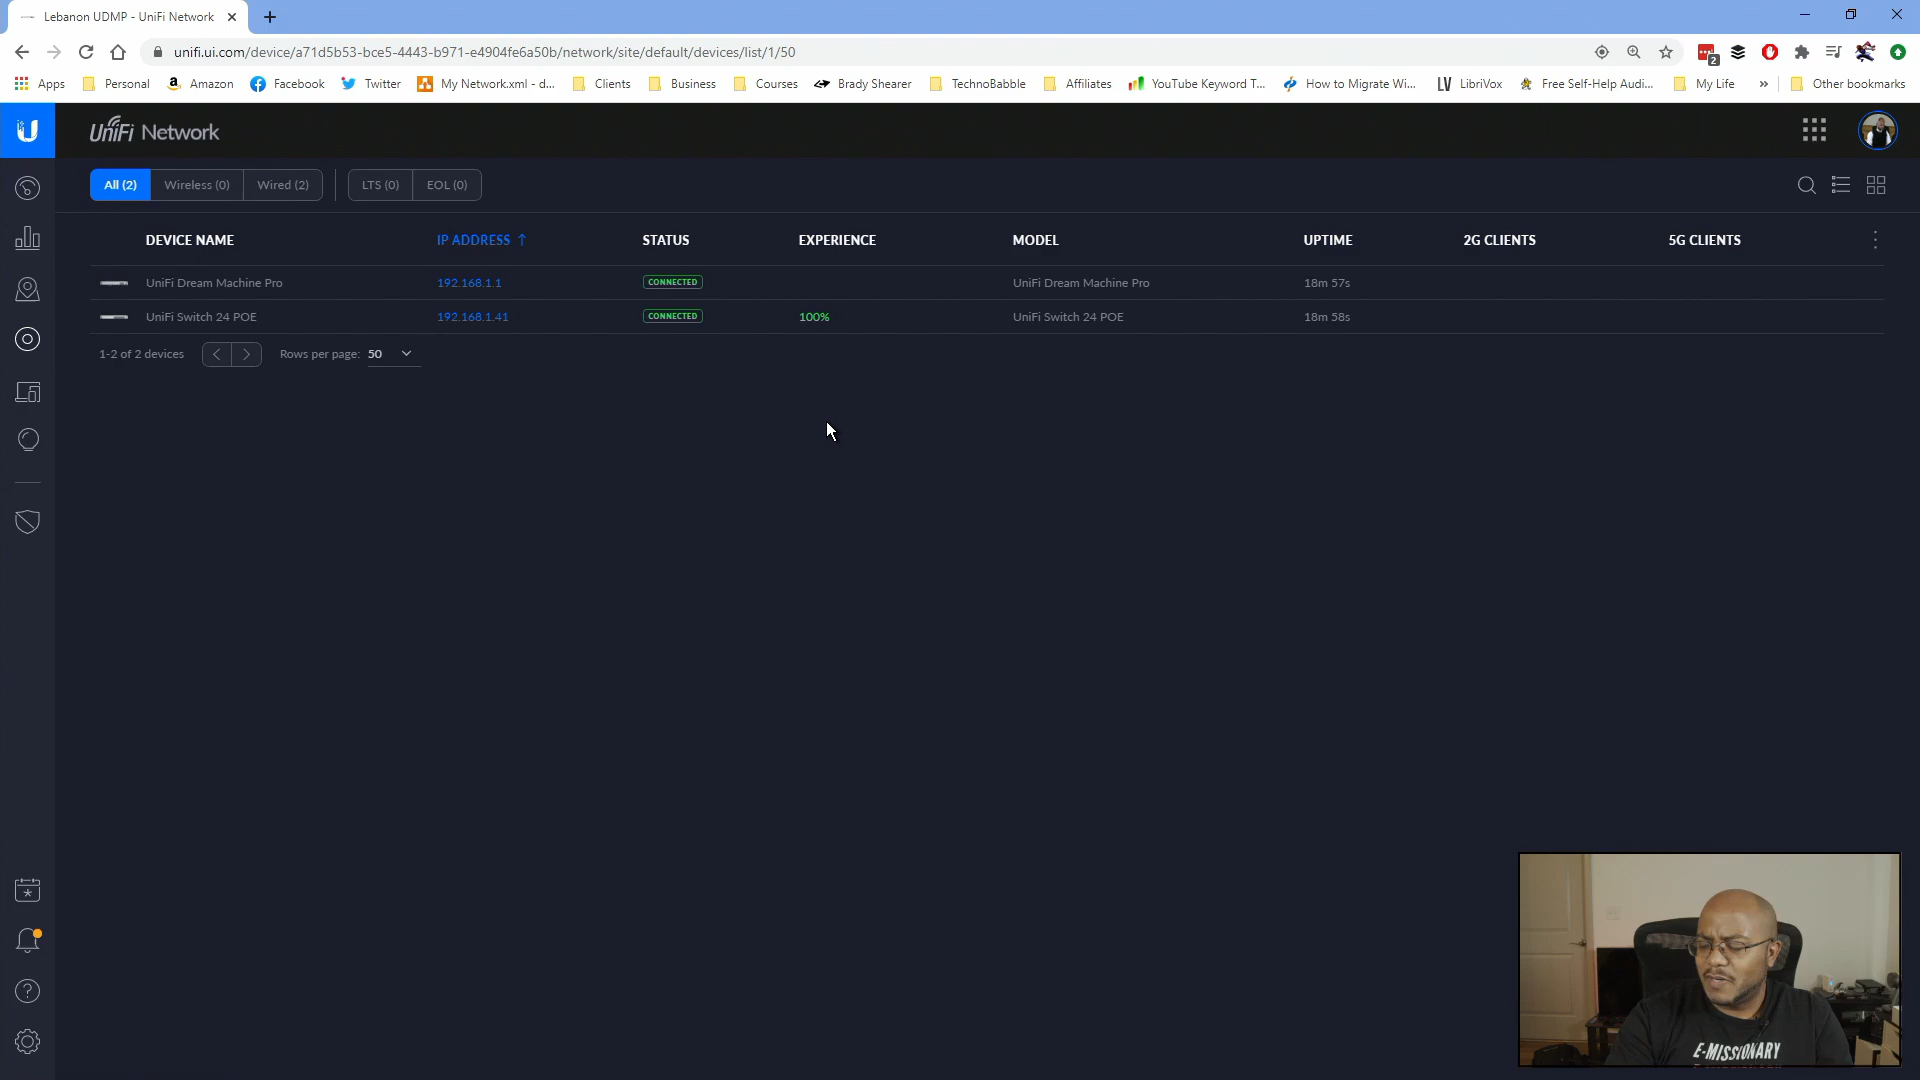 Lebanon UDMP - UniFi Network
unifi.ui.com/device/a71d5b53-bce5-4443-b971-e4904fe6a50b/network/site/default/devices/list/1/50
2
Apps Personal Amazon Facebook Twitter My Network.xml - d... Clients Business Courses Brady Shearer TechnoBabble Affiliates YouTube Keyword T... How to Migrate Wi... LV LibriVox Free Self-Help Audi... My Life » Other bookmarks
UniFi Network
All (2) Wireless (0) Wired (2) LTS (0) EOL (0)
DEVICE NAME IP ADDRESS ↑ STATUS EXPERIENCE MODEL UPTIME 2G CLIENTS 5G CLIENTS
UniFi Dream Machine Pro 192.168.1.1 CONNECTED UniFi Dream Machine Pro 18m 57s
UniFi Switch 24 POE 192.168.1.41 CONNECTED 100% UniFi Switch 24 POE 18m 58s
1-2 of 2 devices Rows per page: 50
E-MISSIONARY